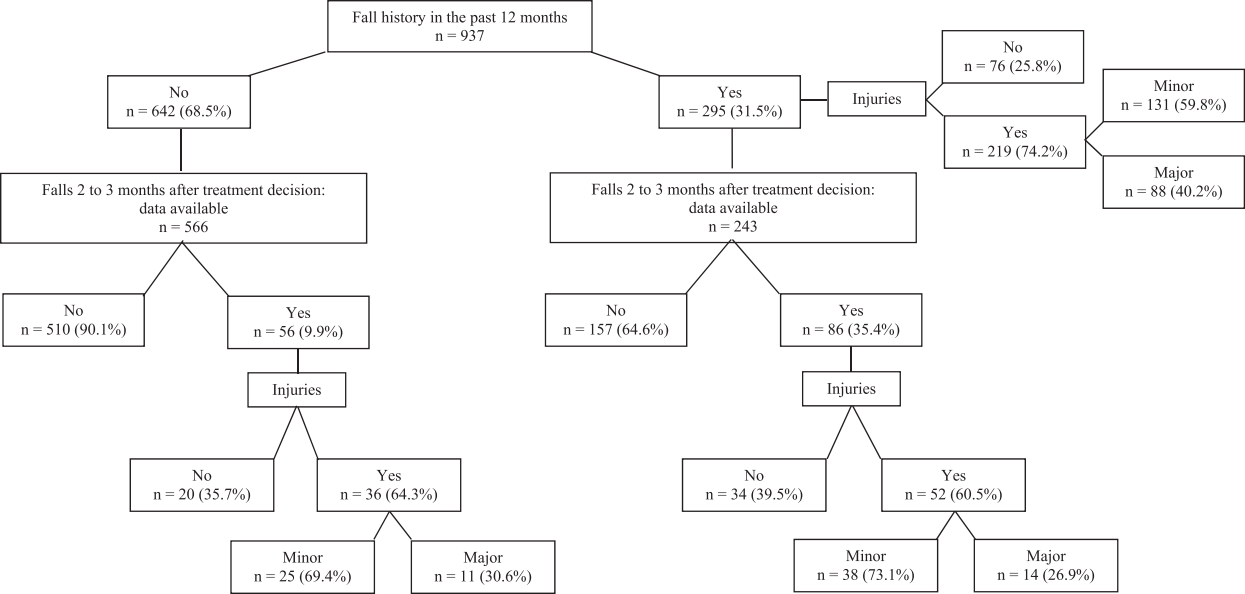 Fall history in the past 12 months
n = 937
No
n = 642 (68.5%)
Yes
n = 295 (31.5%)
Injuries
No
n = 76 (25.8%)
Yes
n = 219 (74.2%)
Minor
n = 131 (59.8%)
Major
n = 88 (40.2%)
Falls 2 to 3 months after treatment decision:
data available
n = 566
No
n = 510 (90.1%)
Yes
n = 56 (9.9%)
Injuries
No
n = 20 (35.7%)
Yes
n = 36 (64.3%)
Minor
n = 25 (69.4%)
Major
n = 11 (30.6%)
Falls 2 to 3 months after treatment decision:
data available
n = 243
No
n = 157 (64.6%)
Yes
n = 86 (35.4%)
Injuries
No
n = 34 (39.5%)
Yes
n = 52 (60.5%)
Minor
n = 38 (73.1%)
Major
n = 14 (26.9%)